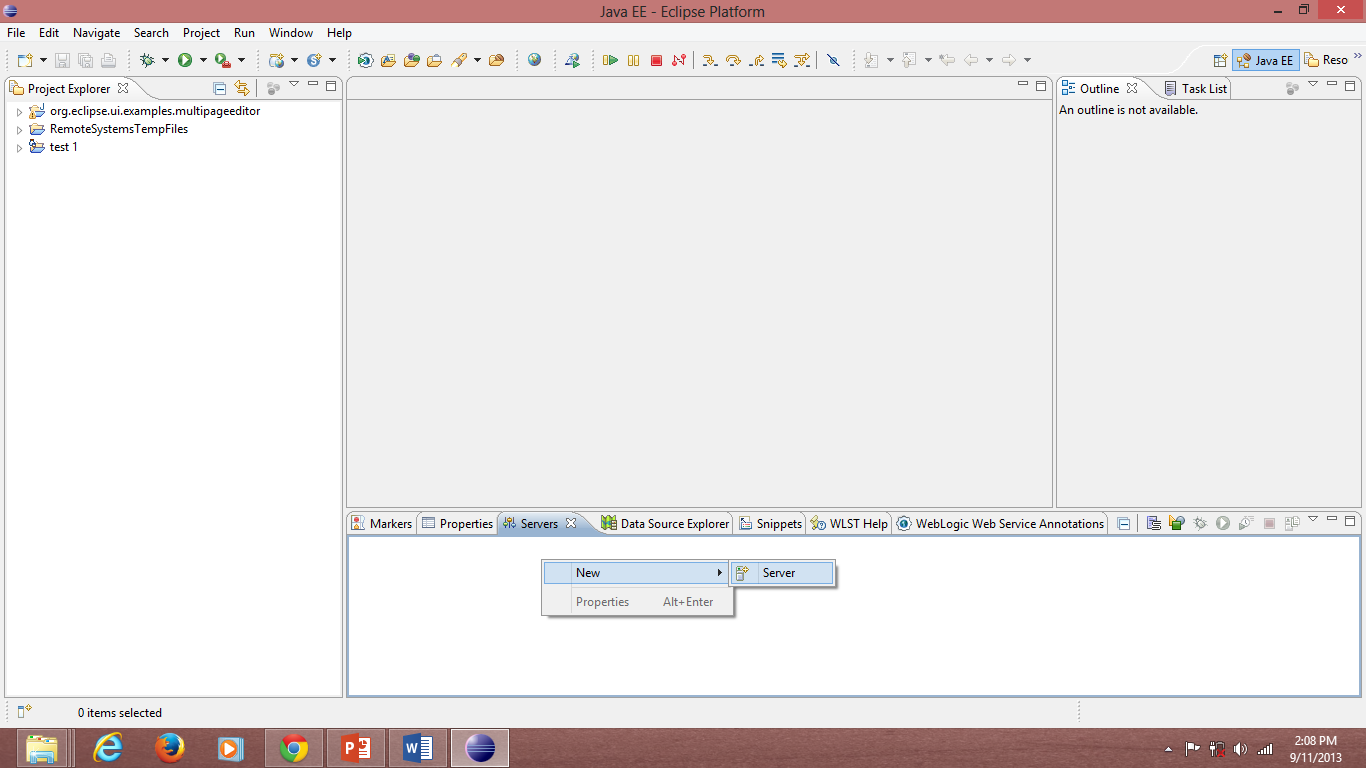 Java EE - Eclipse Platform
File Edit Navigate Search Project Run Window Help
Java EE Reso
Project Explorer
org.eclipse.ui.examples.multipageeditor
RemoteSystemsTempFiles
test 1
Outline Task List
An outline is not available.
Markers Properties Servers Data Source Explorer Snippets WLST Help WebLogic Web Service Annotations
New Server
Properties Alt+Enter
0 items selected
2:08 PM
9/11/2013